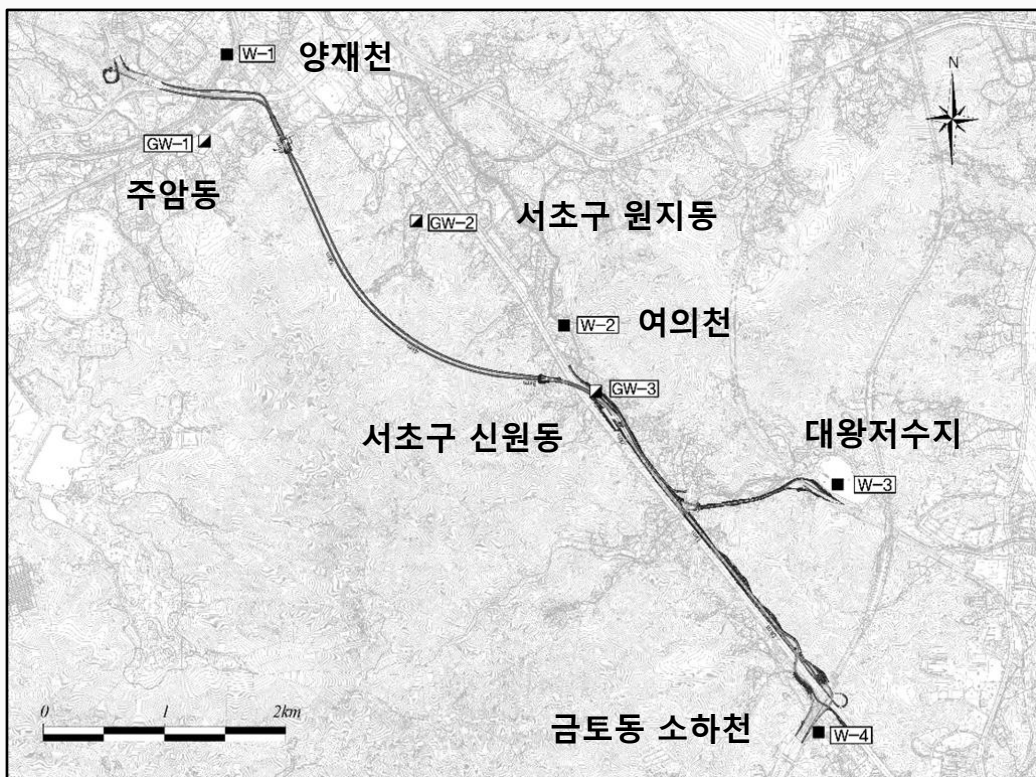 W-1 양재천
N
GW-1
주암동
GW-2 서초구 원지동
W-2 여의천
GW-3
서초구 신원동 대왕저수지
W-3
0 1 2km
금토동 소하천 W-4